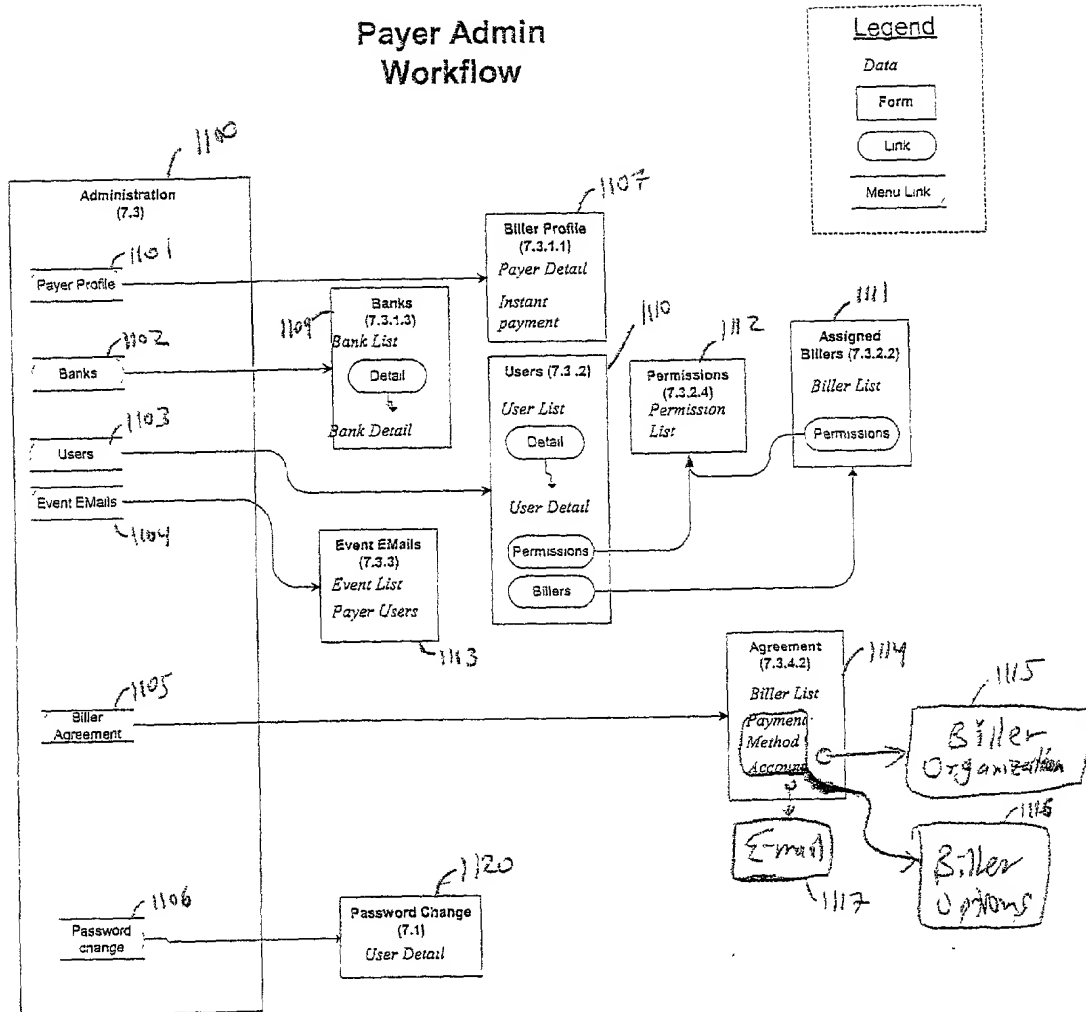 Payer Admin
Workflow
Legend
Data
Form
Link
Menu Link
1100
Administration
(7.3)
1101
Payer Profile
1102
Banks
1103
Users
Event EMails
1104
1105
Biller
Agreement
1106
Password
change
1107
Biller Profile
(7.3.1.1)
Payer Detail
Instant
payment
1109
Banks
(7.3.1.3)
Bank List
Detail
Bank Detail
1110
Users (7.3.2)
User List
Detail
User Detail
Permissions
Billers
1112
Permissions
(7.3.2.4)
Permission
List
1111
Assigned
Billers (7.3.2.2)
Biller List
Permissions
Event EMails
(7.3.3)
Event List
Payer Users
1113
Agreement
(7.3.4.2)
1114
Biller List
Payment
Method
Account
1115
Biller
Organization
1116
Biller
Options
E-mail
1117
1120
Password Change
(7.1)
User Detail